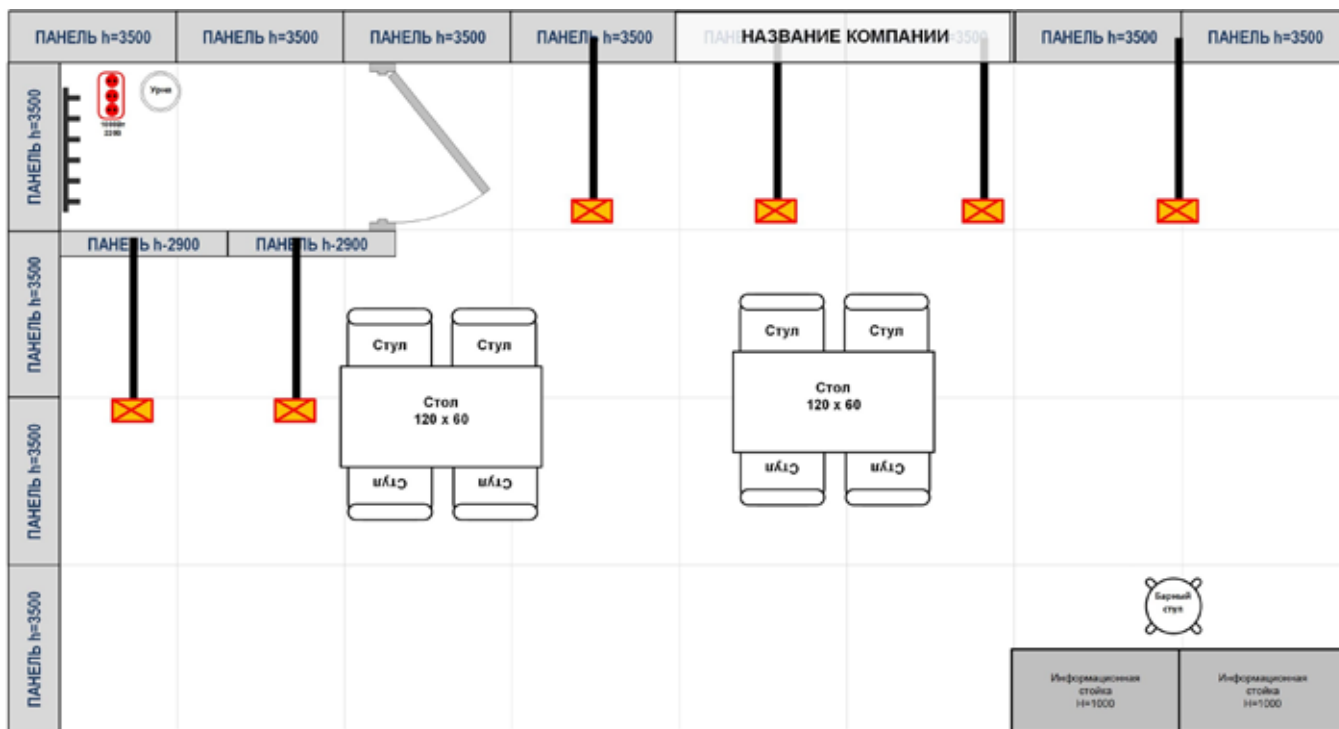 ПАНЕЛЬ h=3500
ПАНЕЛЬ h=3500
ПАНЕЛЬ h=3500
ПАНЕЛЬ h=3500
НАЗВАНИЕ КОМПАНИИ
ПАНЕЛЬ h=3500
ПАНЕЛЬ h=3500
ПАНЕЛЬ h=3500
Урна
220В
ПАНЕЛЬ h=3500
ПАНЕЛЬ h-2900
ПАНЕЛЬ h-2900
Стул
Стул
Стол
120 x 60
Стул
Стул
Стул
Стул
Стол
120 x 60
Стул
Стул
ПАНЕЛЬ h=3500
ПАНЕЛЬ h=3500
Барный
стул
Информационная
стойка
H=1000
Информационная
стойка
H=1000